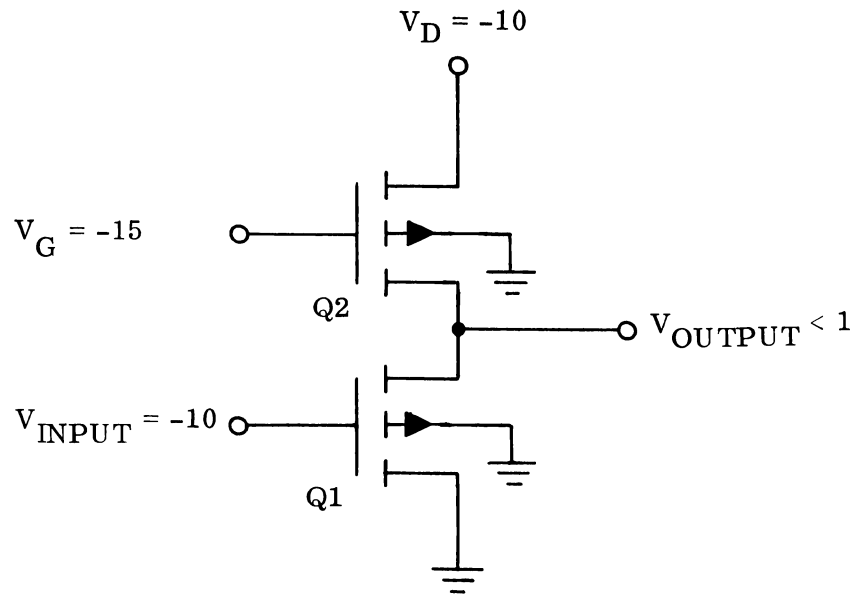 V_D = -10
V_G = -15
Q2
V_OUTPUT < 1
V_INPUT = -10
Q1